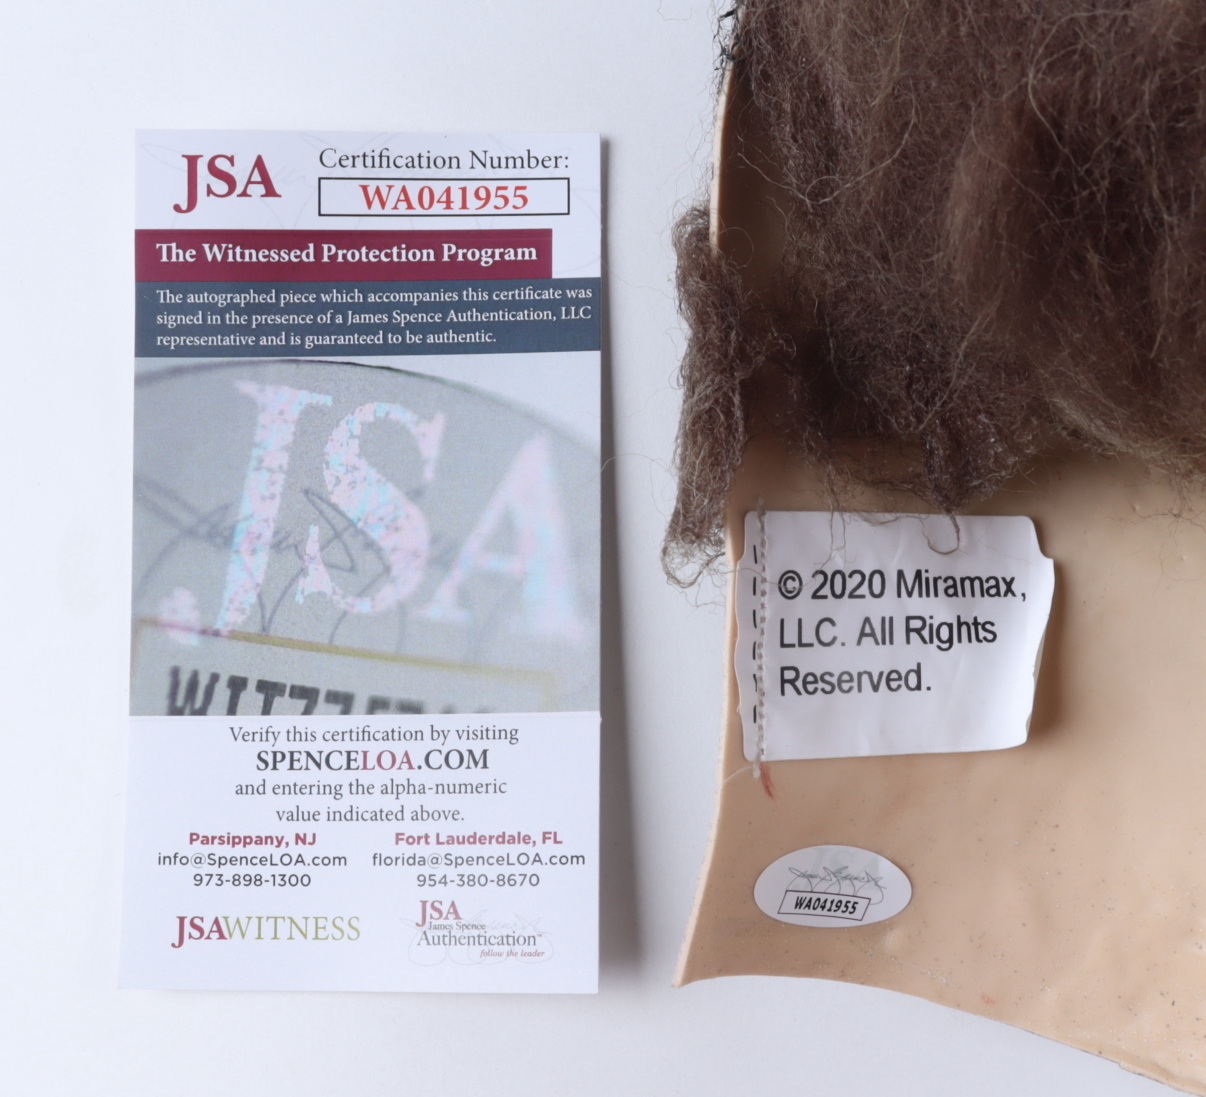 JSA
Certification Number:
WA041955
The Witnessed Protection Program
The autographed piece which accompanies this certificate was
signed in the presence of a James Spence Authentication, LLC
representative and is guaranteed to be authentic.
JSA
Verify this certification by visiting
SPENCELOA.COM
and entering the alpha-numeric
value indicated above.
Parsippany, NJ
info@SpenceLOA.com
973-898-1300
Fort Lauderdale, FL
florida@SpenceLOA.com
954-380-8670
JSAWITNESS
JSA
James Spence
Authentication
follow the leader
© 2020 Miramax,
LLC. All Rights
Reserved.
JSA
WA041955